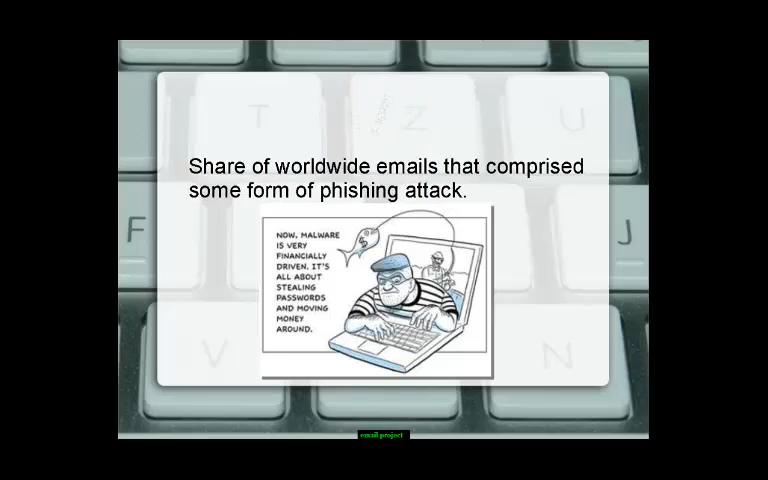 T
Z
U
Share of worldwide emails that comprised
some form of phishing attack.
F
J
NOW, MALWARE
IS VERY
FINANCIALLY
DRIVEN. IT'S
ALL ABOUT
STEALING
PASSWORDS
AND MOVING
MONEY
AROUND.
$
V
N
email project